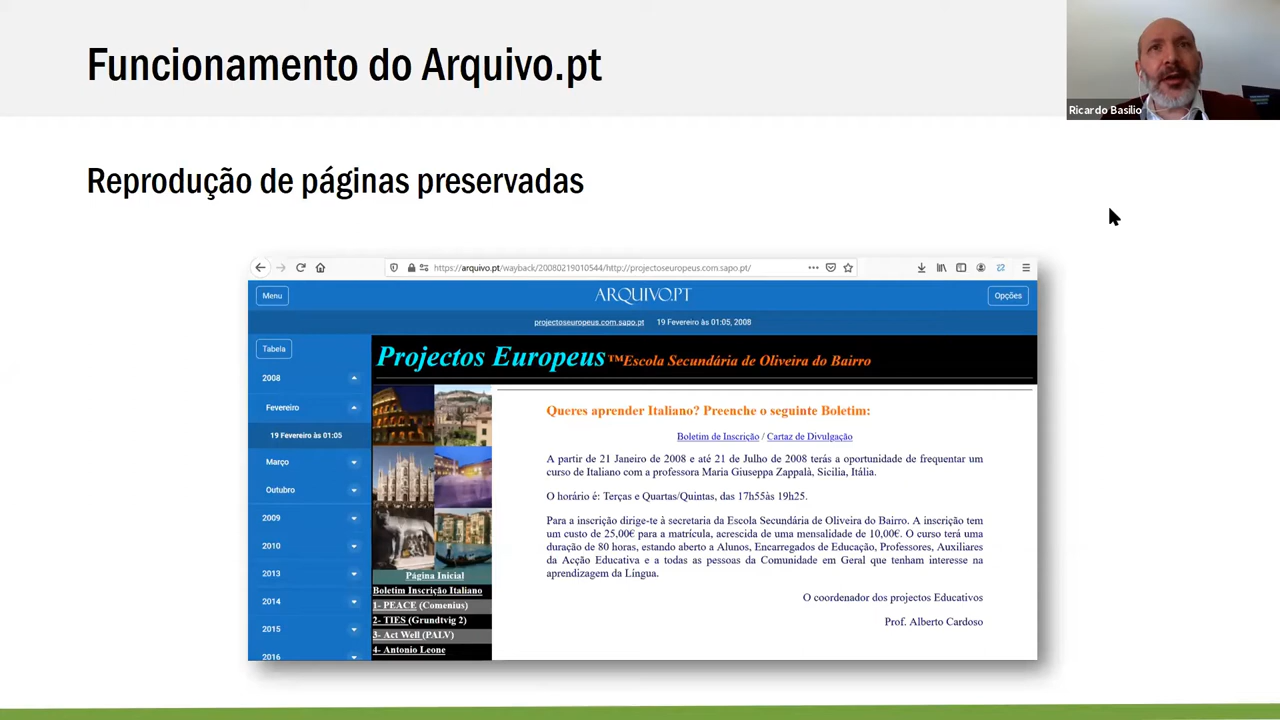 Funcionamento do Arquivo.pt
Ricardo Basílio
Reprodução de páginas preservadas
https://arquivo.pt/wayback/20080219010544/http://projectoseuropeus.com.sapo.pt/
Menu
ARQUIVO.PT
Opções
projectoseuropeus.com.sapo.pt 19 Fevereiro às 01:05, 2008
Tabela
2008
Fevereiro
19 Fevereiro às 01:05
Março
Outubro
2009
2010
2013
2014
2015
2016
Projectos Europeus™Escola Secundária de Oliveira do Bairro
Página Inicial
Boletim Inscrição Italiano
1- PEACE (Comenius)
2- TIES (Grundtvig 2)
3- Act Well (PALV)
4- Antonio Leone
Queres aprender Italiano? Preenche o seguinte Boletim:
Boletim de Inscrição / Cartaz de Divulgação
A partir de 21 Janeiro de 2008 e até 21 de Julho de 2008 terás a oportunidade de frequentar um
curso de Italiano com a professora Maria Giuseppa Zappalà, Sicilia, Itália.
O horário é: Terças e Quartas/Quintas, das 17h55às 19h25.
Para a inscrição dirige-te à secretaria da Escola Secundária de Oliveira do Bairro. A inscrição tem
um custo de 25,00€ para a matrícula, acrescida de uma mensalidade de 10,00€. O curso terá uma
duração de 80 horas, estando aberto a Alunos, Encarregados de Educação, Professores, Auxiliares
da Acção Educativa e a todas as pessoas da Comunidade em Geral que tenham interesse na
aprendizagem da Língua.
O coordenador dos projectos Educativos
Prof. Alberto Cardoso